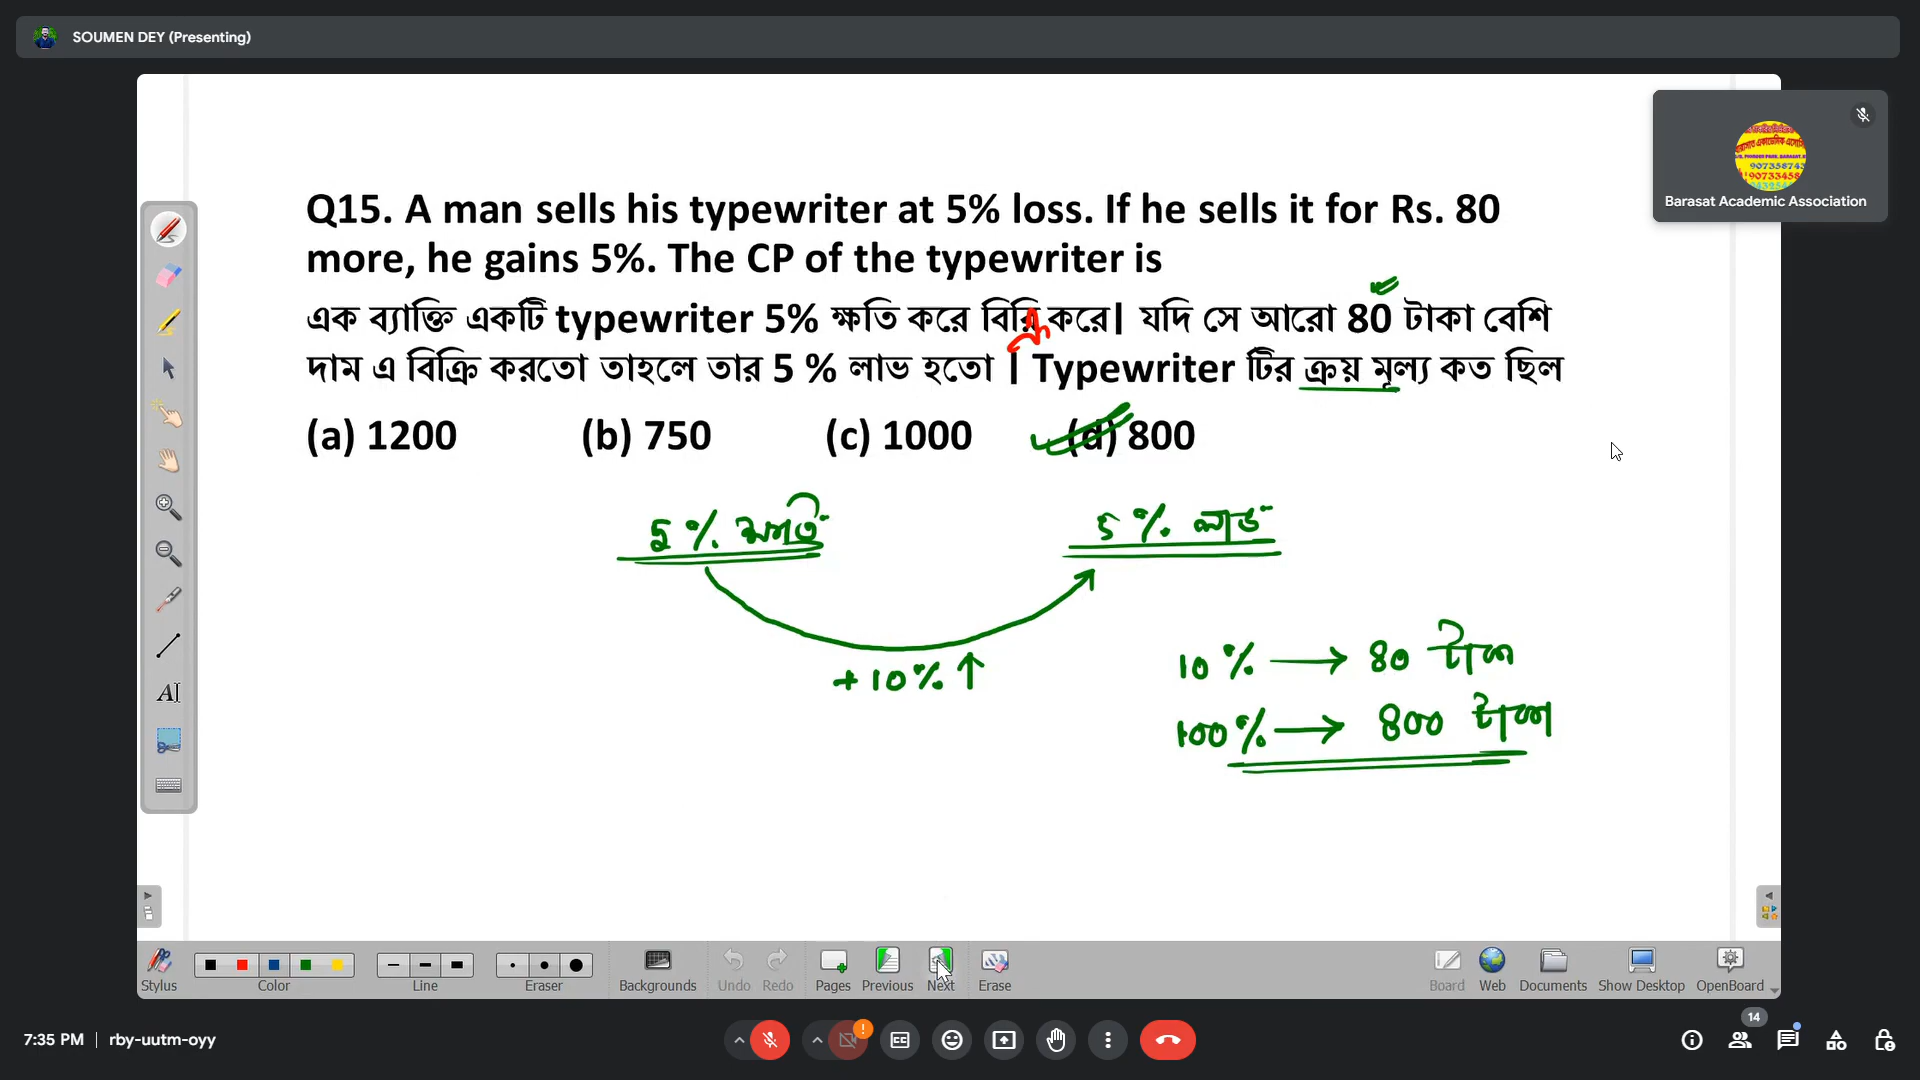 SOUMEN DEY (Presenting)
Barasat Academic Association
Q15. A man sells his typewriter at 5% loss. If he sells it for Rs. 80
more, he gains 5%. The CP of the typewriter is
এক ব্যাক্তি একটি typewriter 5% ক্ষতি করে বিক্রি করে। যদি সে আরো 80 টাকা বেশি
দাম এ বিক্রি করতো তাহলে তার 5 % লাভ হতো । Typewriter টির ক্রয় মূল্য কত ছিল
(a) 1200 (b) 750 (c) 1000 (d) 800
5 % ক্ষতি 5 % লাভ
+ 10% ↑
10 % → 80 টাকা
100% → 800 টাকা
AI
Stylus Color Line Eraser Backgrounds Undo Redo Pages Previous Next Erase Board Web Documents Show Desktop OpenBoard
14
7:35 PM | rby-uutm-oyy